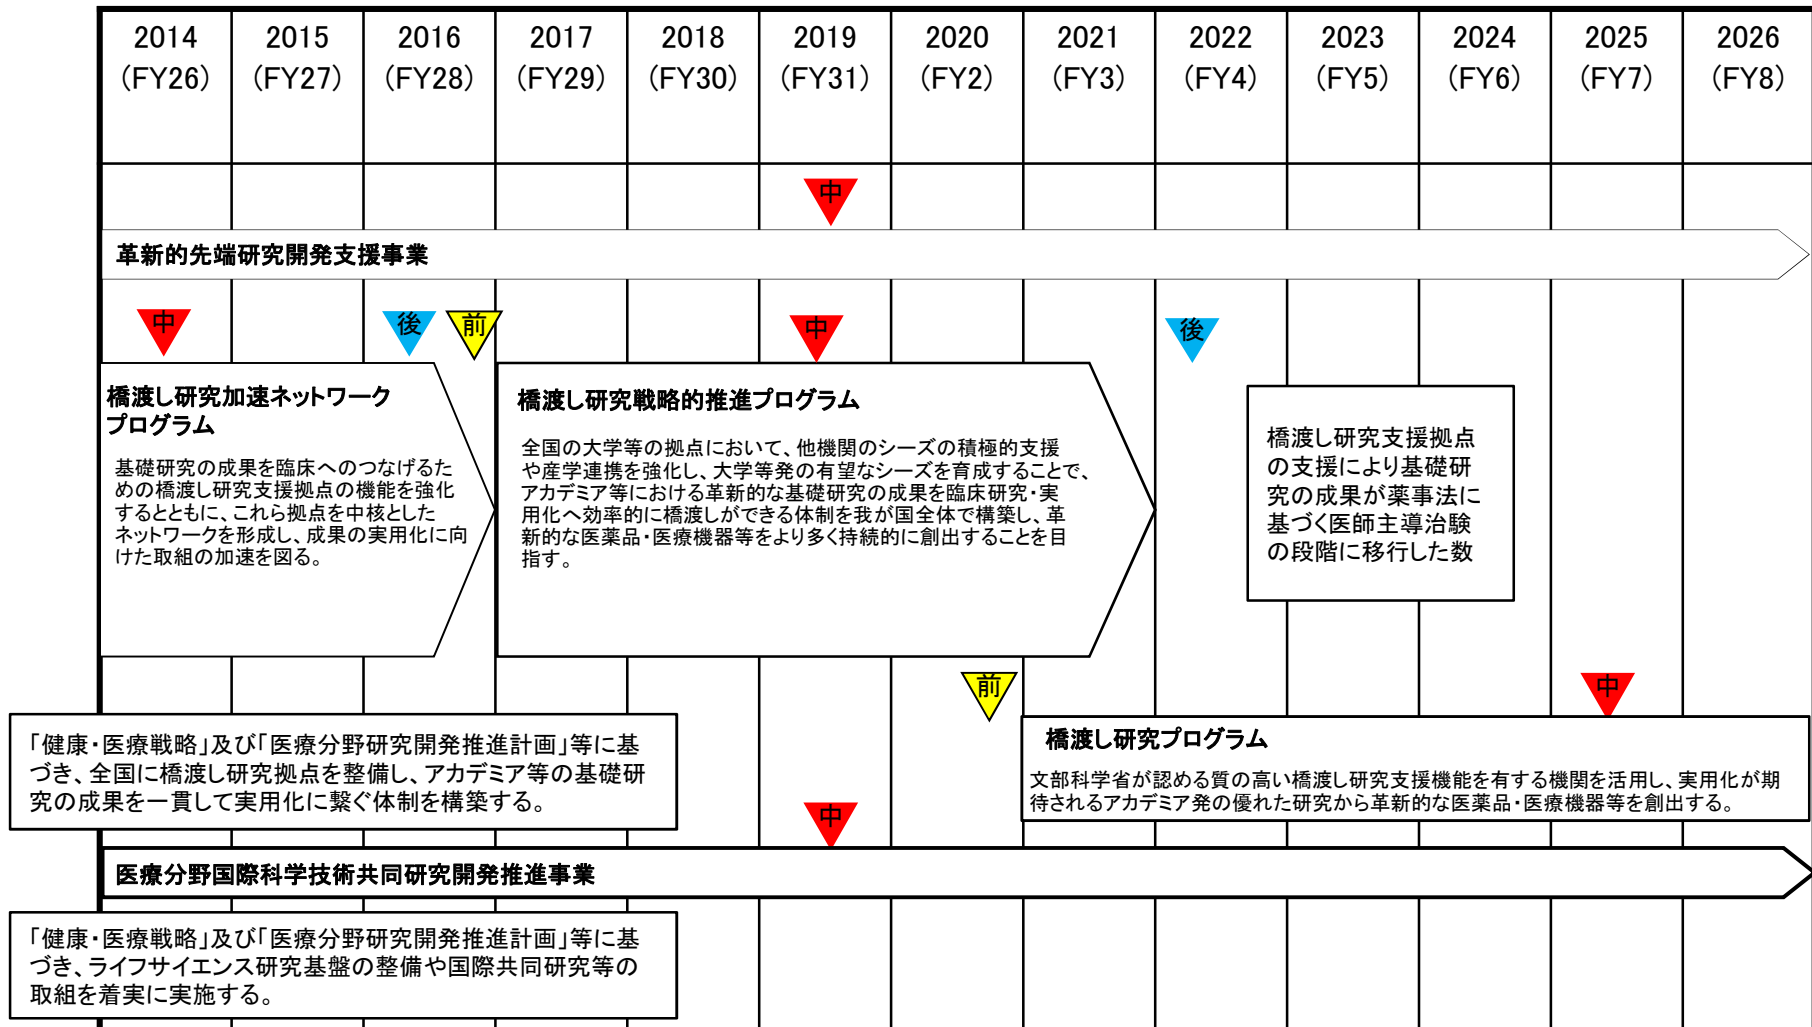 2014 2015 2016 2017 2018 2019 2020 2021 2022 2023 2024 2025 2026
(FY26) (FY27) (FY28) (FY29) (FY30) (FY31) (FY2) (FY3) (FY4) (FY5) (FY6) (FY7) (FY8)
中
革新的先端研究開発支援事業
中 後 前 中 後
橋渡し研究加速ネットワーク
プログラム
基礎研究の成果を臨床へのつなげるた
めの橋渡し研究支援拠点の機能を強化
するとともに、これら拠点を中核とした
ネットワークを形成し、成果の実用化に向
けた取組の加速を図る。
橋渡し研究戦略的推進プログラム
全国の大学等の拠点において、他機関のシーズの積極的支援
や産学連携を強化し、大学等発の有望なシーズを育成することで、
アカデミア等における革新的な基礎研究の成果を臨床研究・実
用化へ効率的に橋渡しができる体制を我が国全体で構築し、革
新的な医薬品・医療機器等をより多く持続的に創出することを目
指す。
橋渡し研究支援拠点
の支援により基礎研
究の成果が薬事法に
基づく医師主導治験
の段階に移行した数
前 中
「健康・医療戦略」及び「医療分野研究開発推進計画」等に基
づき、全国に橋渡し研究拠点を整備し、アカデミア等の基礎研
究の成果を一貫して実用化に繋ぐ体制を構築する。
橋渡し研究プログラム
文部科学省が認める質の高い橋渡し研究支援機能を有する機関を活用し、実用化が期
待されるアカデミア発の優れた研究から革新的な医薬品・医療機器等を創出する。
中
医療分野国際科学技術共同研究開発推進事業
「健康・医療戦略」及び「医療分野研究開発推進計画」等に基
づき、ライフサイエンス研究基盤の整備や国際共同研究等の
取組を着実に実施する。